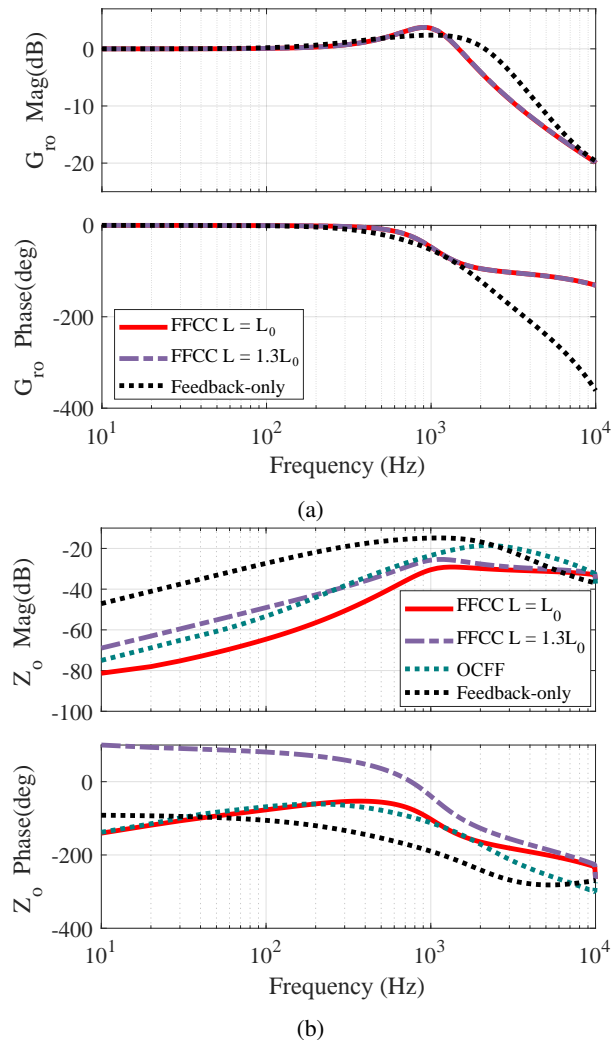 G_ro Mag(dB)
0
-10
-20
G_ro Phase(deg)
0
-200
-400
FFCC L = L_0
FFCC L = 1.3L_0
Feedback-only
10^1 10^2 10^3 10^4
Frequency (Hz)
(a)
Z_o Mag(dB)
-20
-40
-60
-80
-100
FFCC L = L_0
FFCC L = 1.3L_0
OCFF
Feedback-only
Z_o Phase(deg)
0
-200
-400
10^1 10^2 10^3 10^4
Frequency (Hz)
(b)